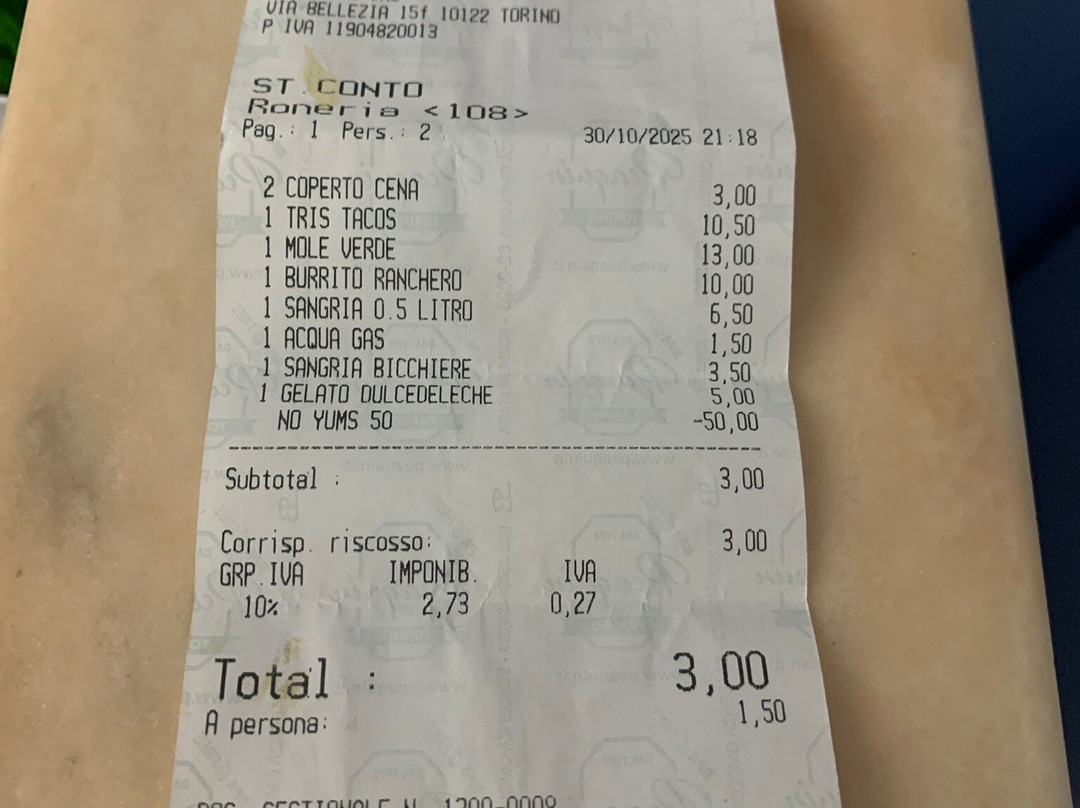 VIA BELLEZIA 15f 10122 TORINO
P IVA 11904820013
ST.CONTO
Roneria <108>
Pag.: 1 Pers.: 2 30/10/2025 21:18
2 COPERTO CENA 3,00
1 TRIS TACOS 10,50
1 MOLE VERDE 13,00
1 BURRITO RANCHERO 10,00
1 SANGRIA 0.5 LITRO 6,50
1 ACQUA GAS 1,50
1 SANGRIA BICCHIERE 3,50
1 GELATO DULCEDELECHE 5,00
NO YUMS 50 -50,00
Subtotal : 3,00
Corrisp. riscosso: 3,00
GRP.IVA IMPONIB. IVA
10% 2,73 0,27
Total : 3,00
A persona: 1,50
DOC. GESTIONALE N. 1200-0009